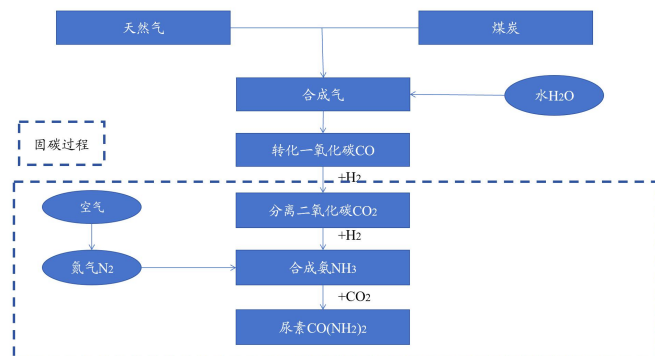 天然气
煤炭
合成气
水H2O
固碳过程
转化一氧化碳CO
+H2
空气
分离二氧化碳CO2
+H2
氮气N2
合成氨NH3
+CO2
尿素CO(NH2)2